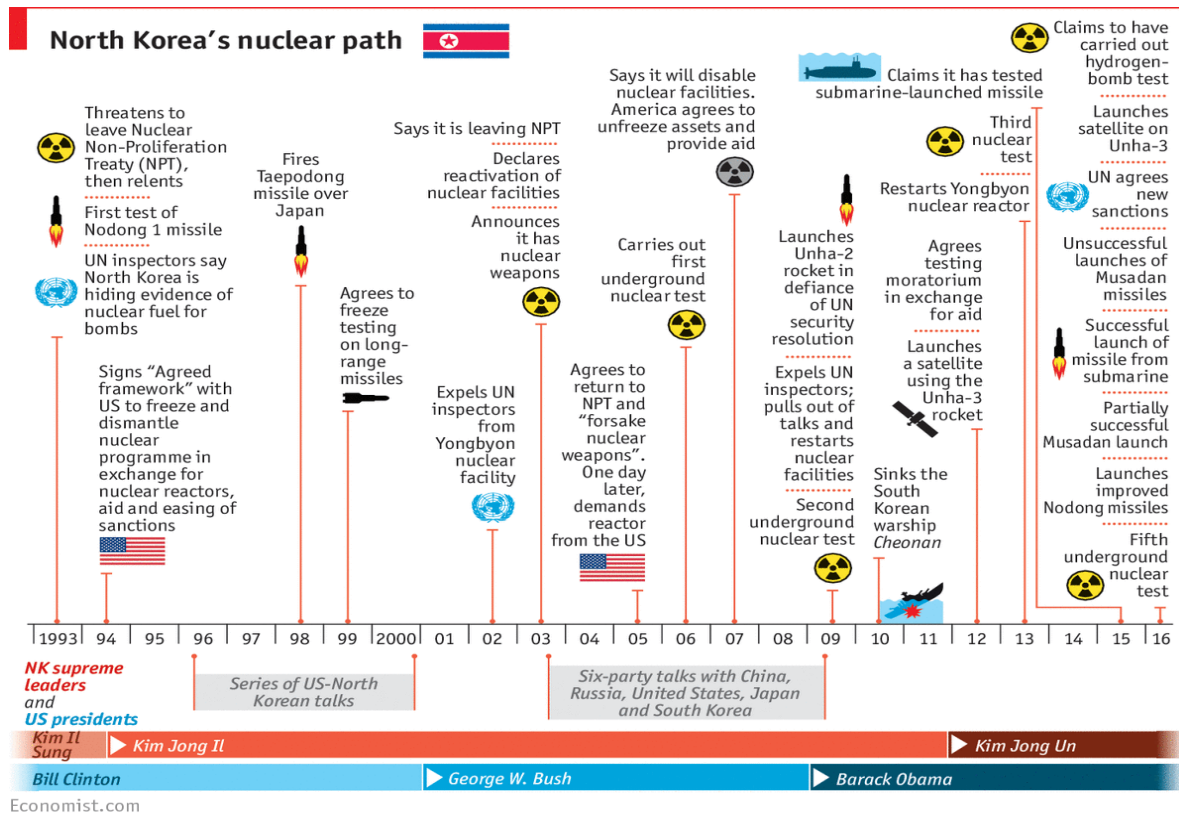 North Korea's nuclear path
Threatens to
leave Nuclear
Non-Proliferation
Treaty (NPT),
then relents
First test of
Nodong 1 missile
UN inspectors say
North Korea is
hiding evidence of
nuclear fuel for
bombs
Signs “Agreed
framework” with
US to freeze and
dismantle
nuclear
programme in
exchange for
nuclear reactors,
aid and easing of
sanctions
Fires
Taepodong
missile over
Japan
Agrees to
freeze
testing
on long-
range
missiles
Expels UN
inspectors
from
Yongbyon
nuclear
facility
Says it is leaving NPT
Declares
reactivation of
nuclear facilities
Announces
it has
nuclear
weapons
Agrees to
return to
NPT and
“forsake
nuclear
weapons”.
One day
later,
demands
reactor
from the US
Carries out
first
underground
nuclear test
Says it will disable
nuclear facilities.
America agrees to
unfreeze assets and
provide aid
Launches
Unha-2
rocket in
defiance
of UN
security
resolution
Expels UN
inspectors;
pulls out of
talks and
restarts
nuclear
facilities
Second
underground
nuclear test
Sinks the
South
Korean
warship
Cheonan
Agrees
testing
moratorium
in exchange
for aid
Launches
a satellite
using the
Unha-3
rocket
Third
nuclear
test
Restarts Yongbyon
nuclear reactor
Claims it has tested
submarine-launched missile
Claims to have
carried out
hydrogen-
bomb test
Launches
satellite on
Unha-3
UN agrees
new
sanctions
Unsuccessful
launches of
Musadan
missiles
Successful
launch of
missile from
submarine
Partially
successful
Musadan launch
Launches
improved
Nodong missiles
Fifth
underground
nuclear
test
1993 94 95 96 97 98 99 2000 01 02 03 04 05 06 07 08 09 10 11 12 13 14 15 16
Series of US-North
Korean talks
Six-party talks with China,
Russia, United States, Japan
and South Korea
NK supreme
leaders
and
US presidents
Kim Il
Sung
Kim Jong Il
Kim Jong Un
Bill Clinton
George W. Bush
Barack Obama
Economist.com